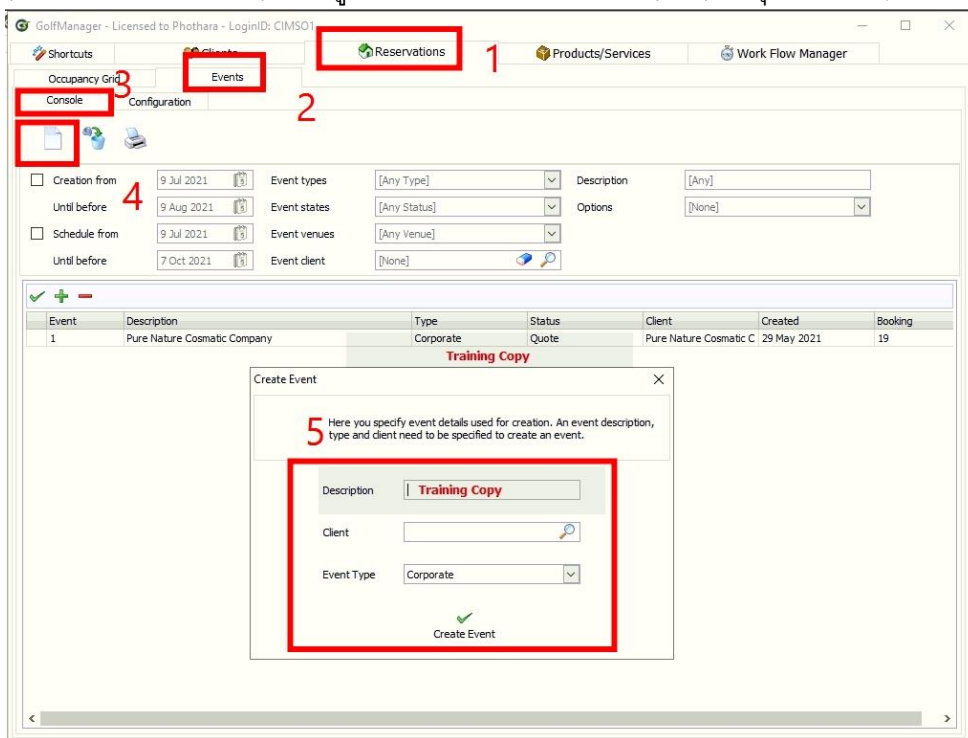 GolfManager - Licensed to Phothara - LoginID: CIMSO1
Shortcuts Clients Reservations 1 Products/Services Work Flow Manager
Occupancy Grid Events
3 2
Console Configuration
4
Creation from 9 Jul 2021 Event types [Any Type] Description [Any]
Until before 9 Aug 2021 Event states [Any Status] Options [None]
Schedule from 9 Jul 2021 Event venues [Any Venue]
Until before 7 Oct 2021 Event client [None]
Event Description Type Status Client Created Booking
1 Pure Nature Cosmatic Company Corporate Quote Pure Nature Cosmatic C 29 May 2021 19
Training Copy
Create Event
5
Here you specify event details used for creation. An event description,
type and client need to be specified to create an event.
Description Training Copy
Client
Event Type Corporate
Create Event